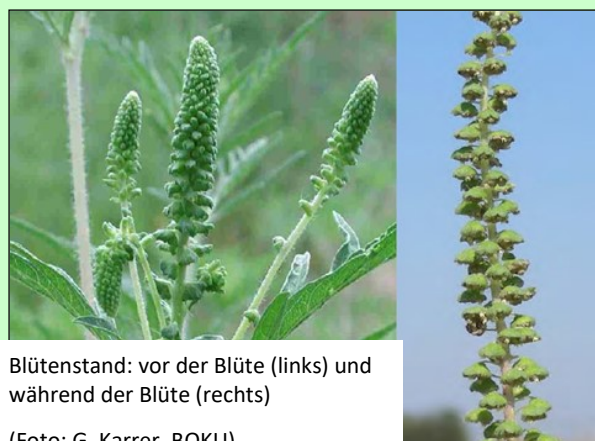 Blütenstand: vor der Blüte (links) und
während der Blüte (rechts)
(Foto: G. Karrer, BOKU)